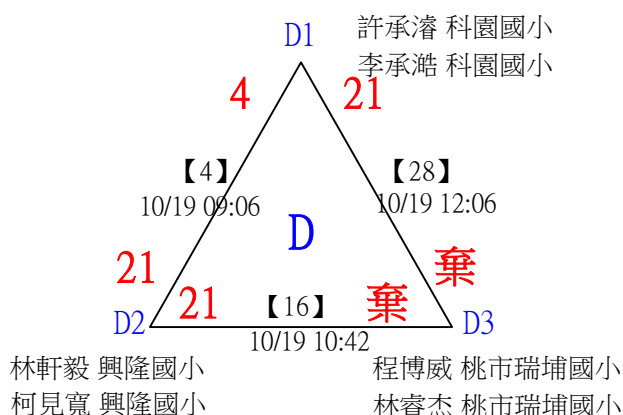 D1
許承濬 科園國小
李承澔 科園國小
4
21
【4】
10/19 09:06
【28】
10/19 12:06
D
21
棄
21
【16】
棄
D2
10/19 10:42
D3
林軒毅 興隆國小
柯見寬 興隆國小
程博威 桃市瑞埔國小
林睿杰 桃市瑞埔國小